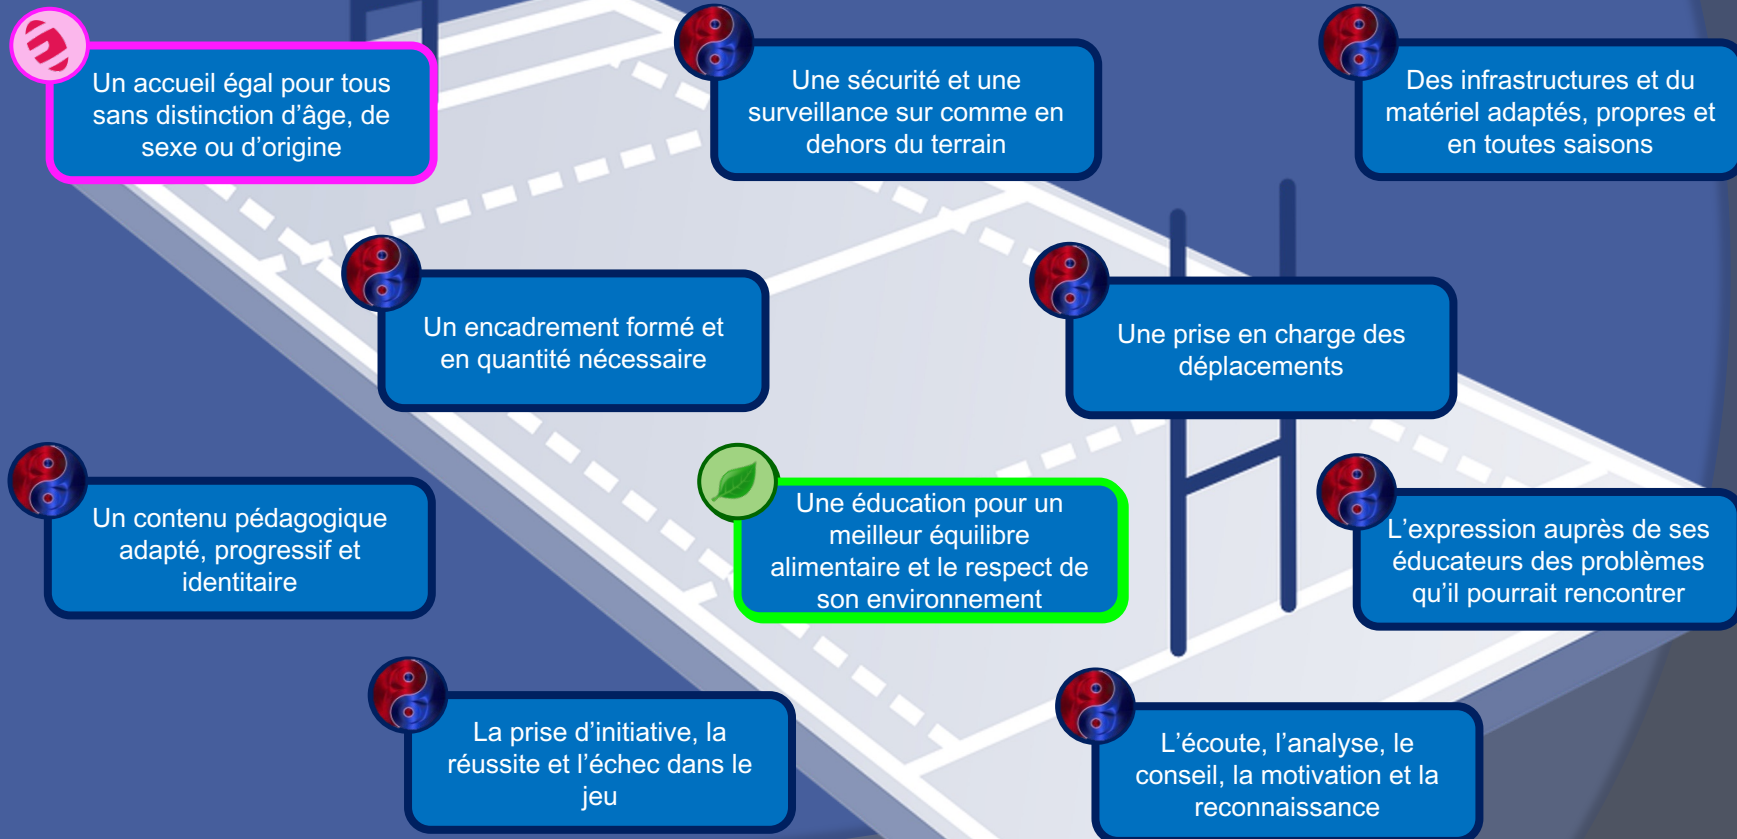 Un accueil égal pour tous
sans distinction d’âge, de
sexe ou d’origine
Une sécurité et une
surveillance sur comme en
dehors du terrain
Des infrastructures et du
matériel adaptés, propres et
en toutes saisons
Un encadrement formé et
en quantité nécessaire
Une prise en charge des
déplacements
Un contenu pédagogique
adapté, progressif et
identitaire
Une éducation pour un
meilleur équilibre
alimentaire et le respect de
son environnement
L’expression auprès de ses
éducateurs des problèmes
qu’il pourrait rencontrer
La prise d’initiative, la
réussite et l’échec dans le
jeu
L’écoute, l’analyse, le
conseil, la motivation et la
reconnaissance